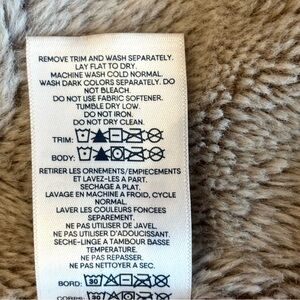 REMOVE TRIM AND WASH SEPARATELY.
LAY FLAT TO DRY.
MACHINE WASH COLD NORMAL.
WASH DARK COLORS SEPARATELY. DO
NOT BLEACH.
DO NOT USE FABRIC SOFTENER.
TUMBLE DRY LOW.
DO NOT IRON.
DO NOT DRY CLEAN.
TRIM:
BODY:
RETIRER LES ORNEMENTS/EMPIECEMENTS
ET LAVEZ-LES A PART.
SECHAGE A PLAT.
LAVAGE EN MACHINE A FROID, CYCLE
NORMAL.
LAVER LES COULEURS FONCEES
SEPAREMENT.
NE PAS UTILISER DE JAVEL.
NE PAS UTILISER D'ADOUCISSANT.
SECHE-LINGE A TAMBOUR BASSE
TEMPERATURE.
NE PAS REPASSER.
NE PAS NETTOYER A SEC.
BORD: 30
CORPS: 30